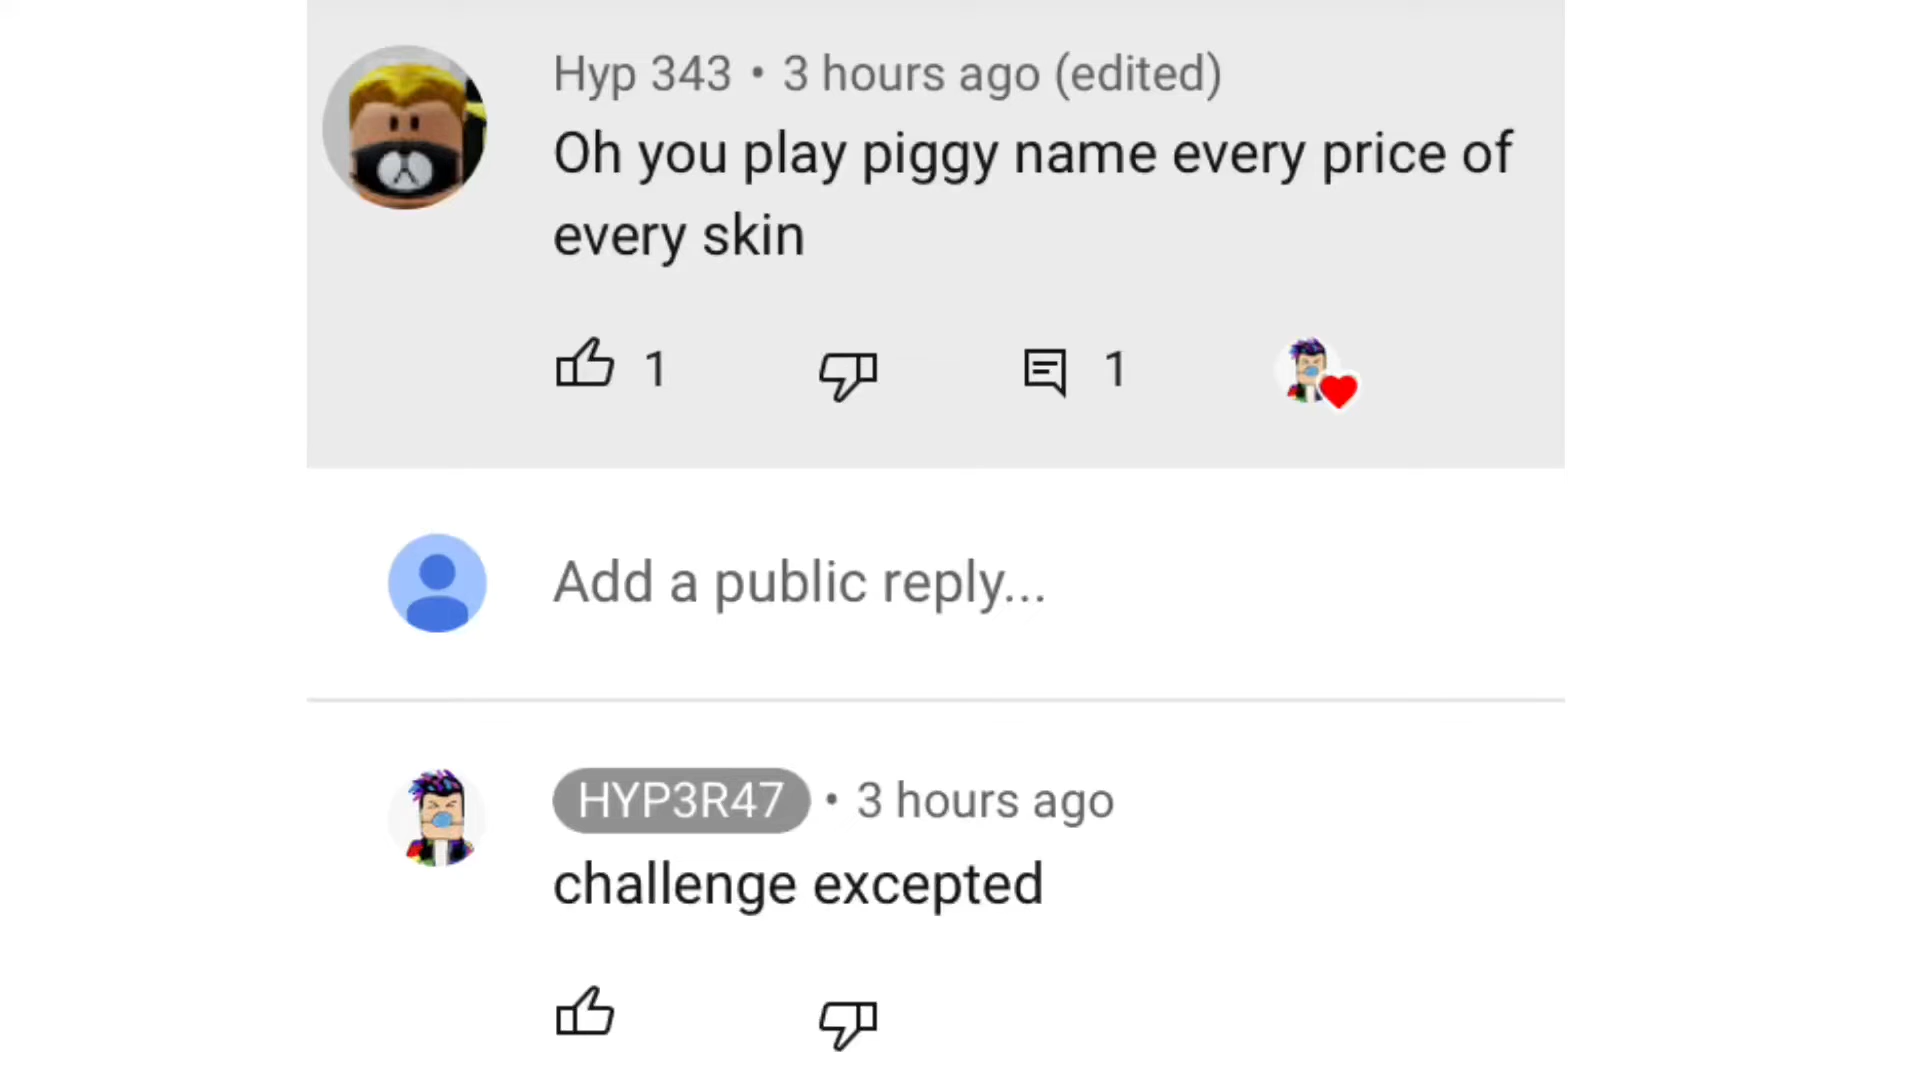 Hyp 343 • 3 hours ago (edited)
Oh you play piggy name every price of
every skin
1
1
Add a public reply...
HYP3R47 • 3 hours ago
challenge excepted